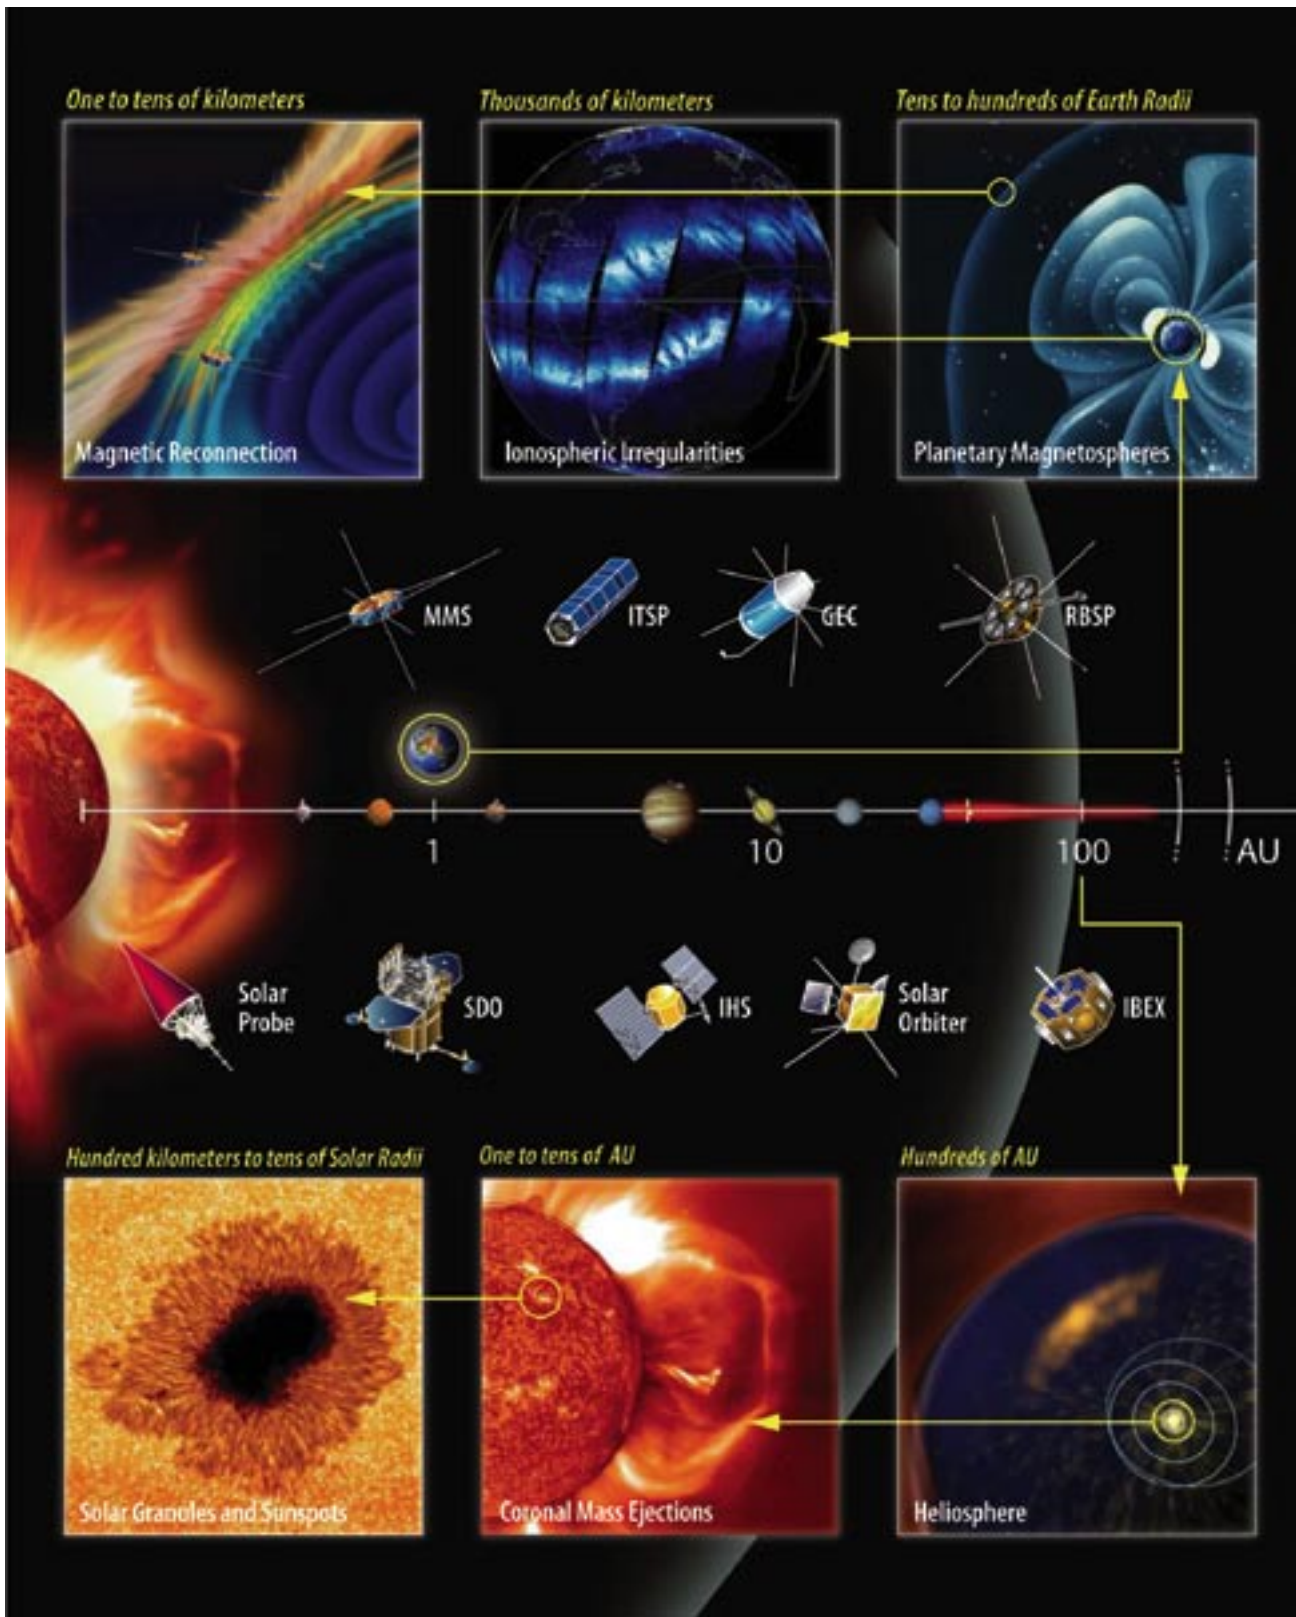 One to tens of kilometers
Thousands of kilometers
Tens to hundreds of Earth Radii
Magnetic Reconnection
Ionospheric Irregularities
Planetary Magnetospheres
MMS
ITSP
GEC
RBSP
1
10
100
AU
Solar
Probe
SDO
IHS
Solar
Orbiter
IBEX
Hundred kilometers to tens of Solar Radii
One to tens of AU
Hundreds of AU
Solar Granules and Sunspots
Coronal Mass Ejections
Heliosphere